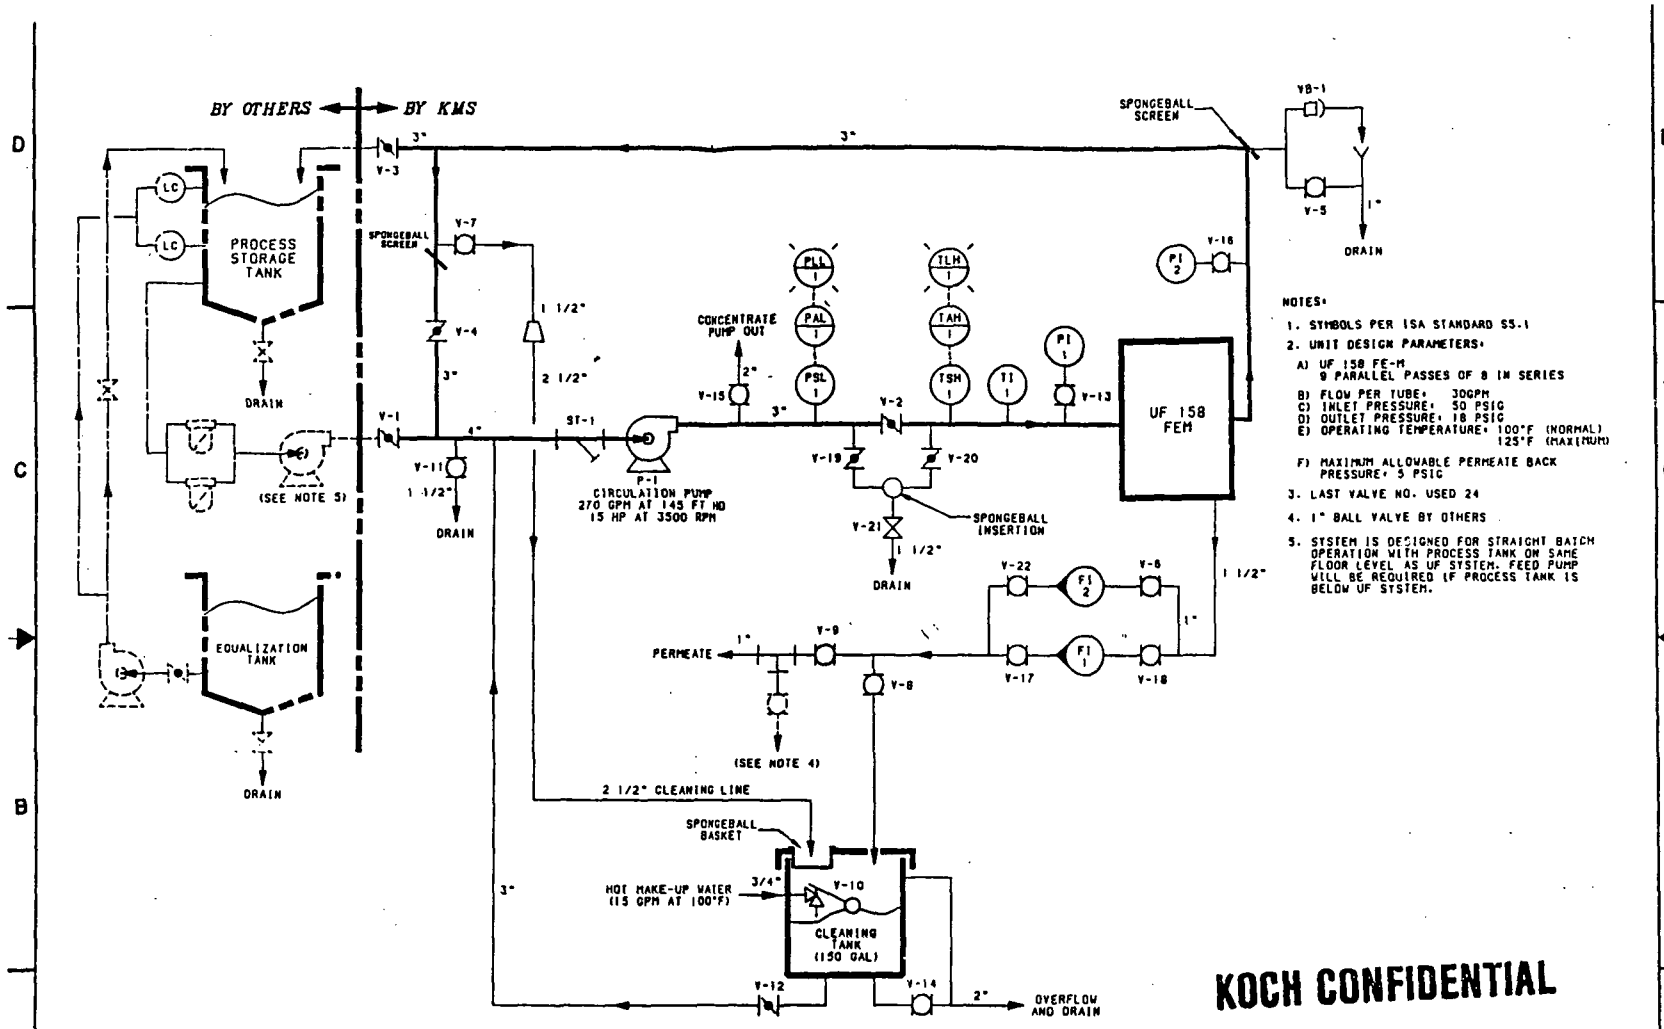 BY OTHERS
BY KMS
D
3"
V-3
3"
SPONGEBALL
SCREEN
VB-1
V-5
1"
DRAIN
LC
LC
PROCESS
STORAGE
TANK
DRAIN
SPONGEBALL
SCREEN
V-7
1 1/2"
V-4
2 1/2"
3"
CONCENTRATE
PUMP OUT
2"
V-15
PLL
1
PAL
1
PSL
1
TLH
1
TAH
1
TSH
1
TI
1
PI
1
V-13
PI
2
V-16
UF 158
FEM
NOTES:
1. SYMBOLS PER ISA STANDARD S5.1
2. UNIT DESIGN PARAMETERS:
A) UF 158 FE-M
9 PARALLEL PASSES OF 8 IN SERIES
B) FLOW PER TUBE: 30GPM
C) INLET PRESSURE: 50 PSIG
D) OUTLET PRESSURE: 18 PSIG
E) OPERATING TEMPERATURE: 100°F (NORMAL)
125°F (MAXIMUM)
F) MAXIMUM ALLOWABLE PERMEATE BACK
PRESSURE: 5 PSIG
3. LAST VALVE NO. USED 24
4. 1" BALL VALVE BY OTHERS
5. SYSTEM IS DESIGNED FOR STRAIGHT BATCH
OPERATION WITH PROCESS TANK ON SAME
FLOOR LEVEL AS UF SYSTEM. FEED PUMP
WILL BE REQUIRED IF PROCESS TANK IS
BELOW UF SYSTEM.
C
(SEE NOTE 5)
V-1
4"
V-11
1 1/2"
DRAIN
ST-1
P-1
CIRCULATION PUMP
270 GPM AT 145 FT HD
15 HP AT 3500 RPM
3"
V-2
V-19
V-20
SPONGEBALL
INSERTION
V-21
1 1/2"
DRAIN
1 1/2"
V-22
FI
2
V-6
1"
FI
1
V-17
V-18
EQUALIZATION
TANK
DRAIN
PERMEATE
1"
V-9
V-8
(SEE NOTE 4)
B
2 1/2" CLEANING LINE
SPONGEBALL
BASKET
3"
HOT MAKE-UP WATER
(15 GPM AT 100°F)
3/4"
V-10
CLEANING
TANK
(150 GAL)
V-12
V-14
2"
OVERFLOW
AND DRAIN
KOCH CONFIDENTIAL